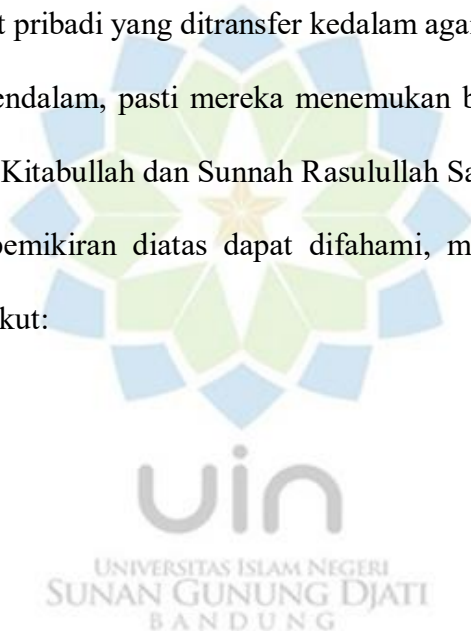 t pribadi yang ditransfer kedalam agar
endalam, pasti mereka menemukan b
Kitabullah dan Sunnah Rasulullah Sa
pemikiran diatas dapat difahami, m
kut:
uin
UNIVERSITAS ISLAM NEGERI
SUNAN GUNUNG DJATI
BANDUNG